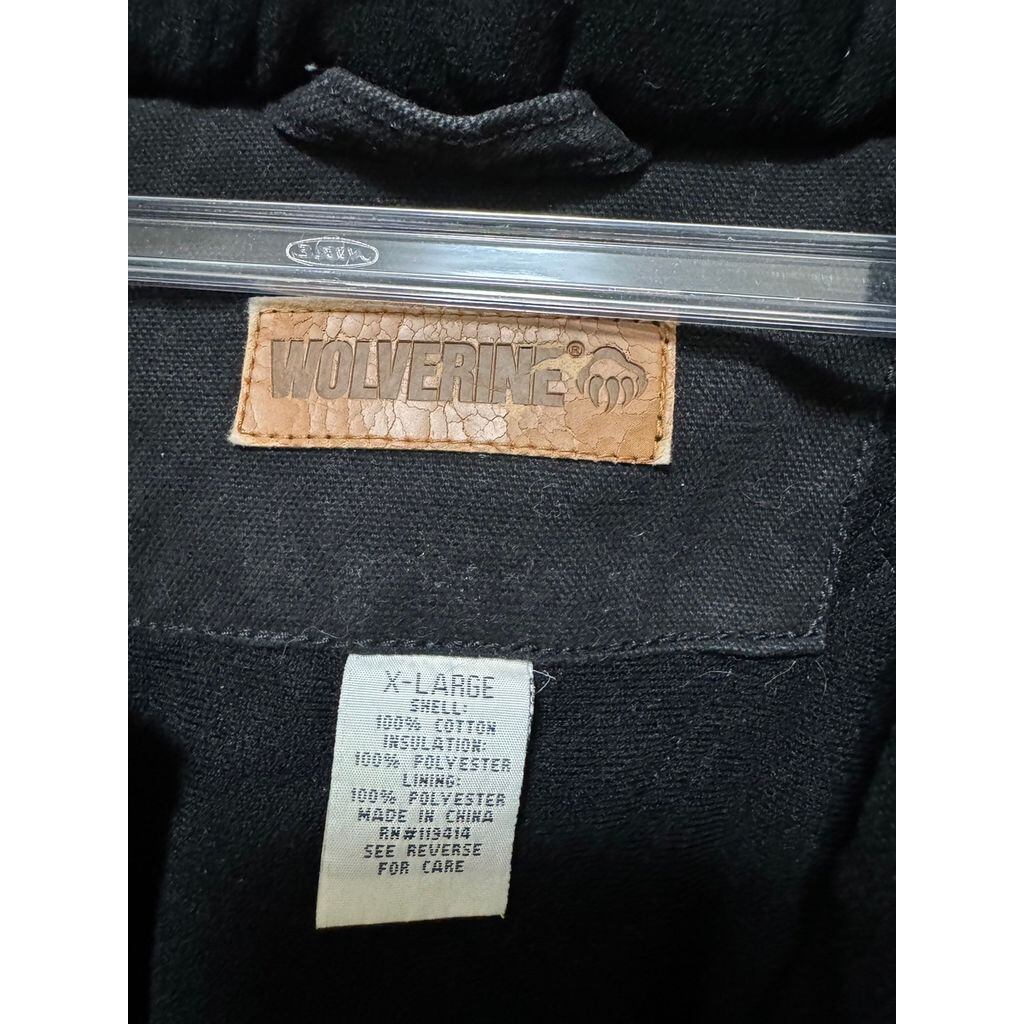 WOLVERINE®
X-LARGE
SHELL:
100% COTTON
INSULATION:
100% POLYESTER
LINING:
100% POLYESTER
MADE IN CHINA
RN#119414
SEE REVERSE
FOR CARE